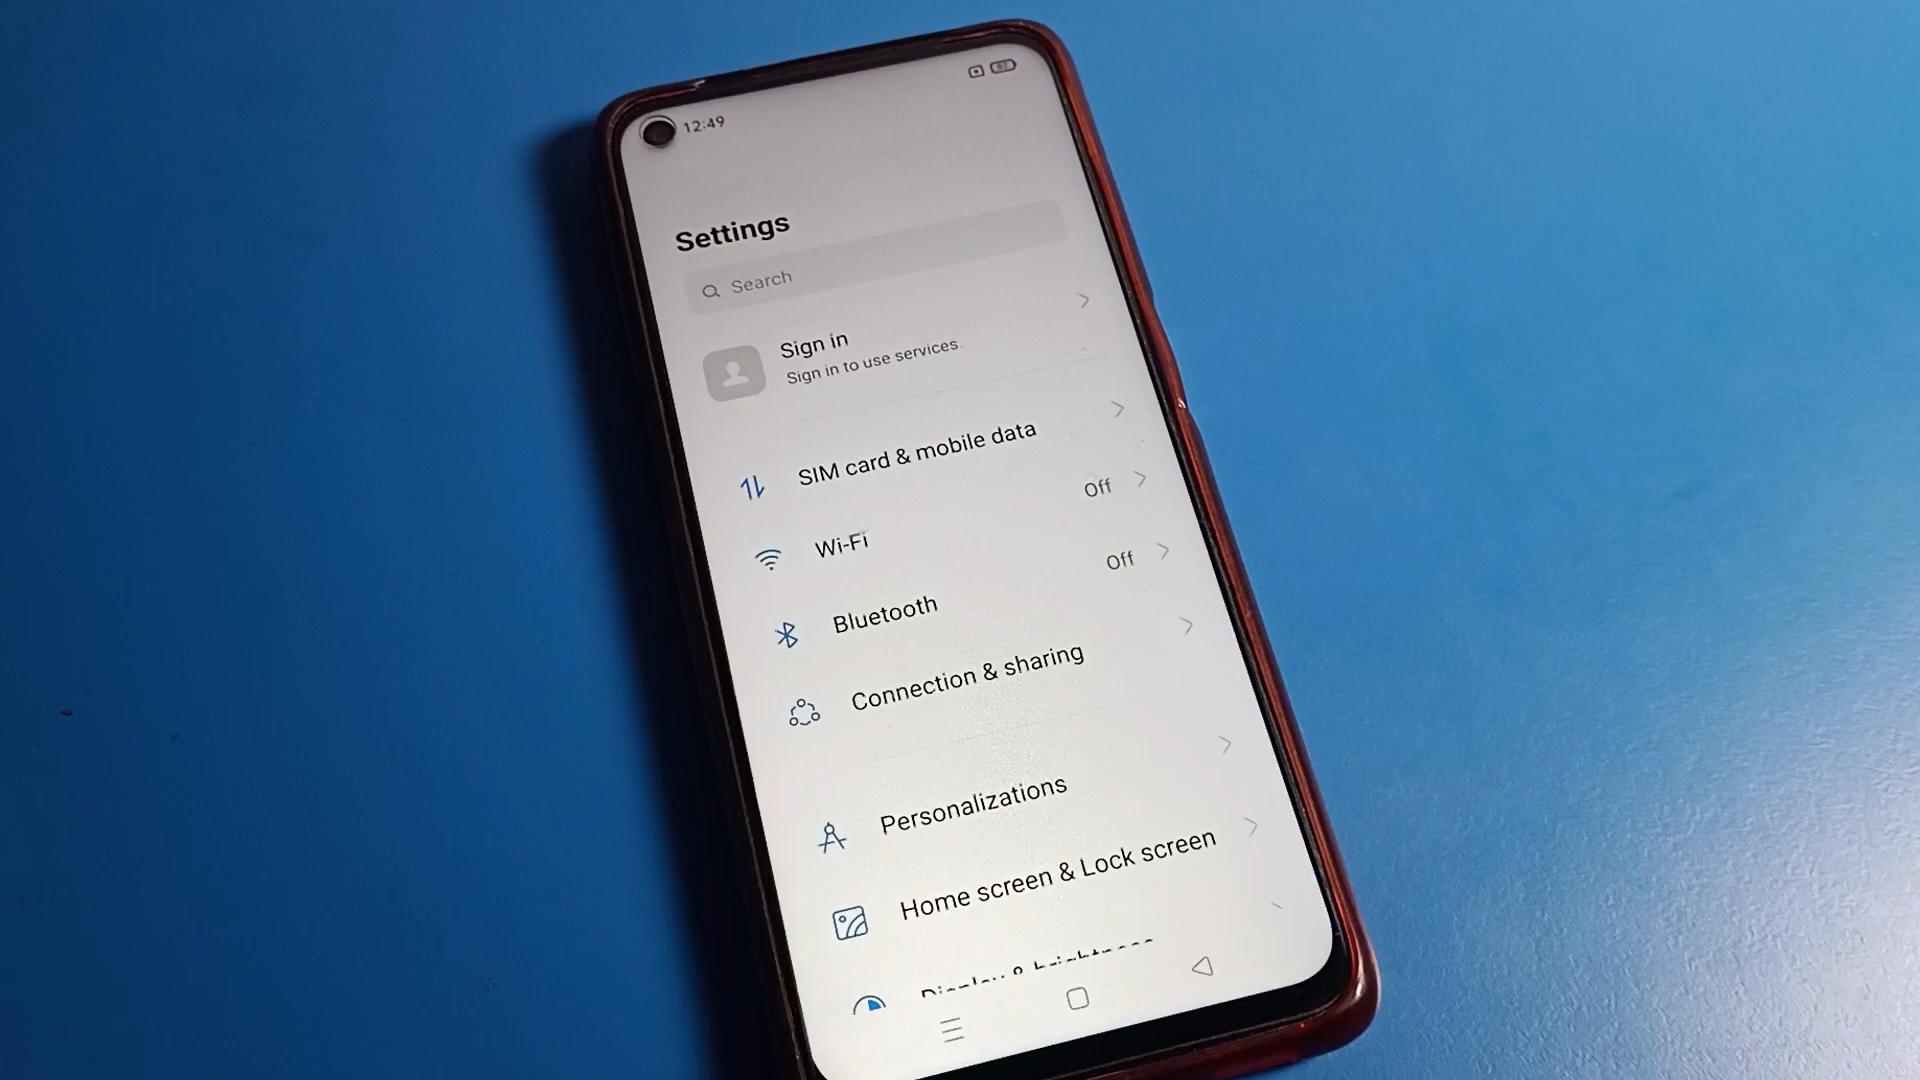 12:49
Settings
Search
Sign in
Sign in to use services.
SIM card & mobile data
Wi-Fi
Off
Bluetooth
Off
Connection & sharing
Personalizations
Home screen & Lock screen